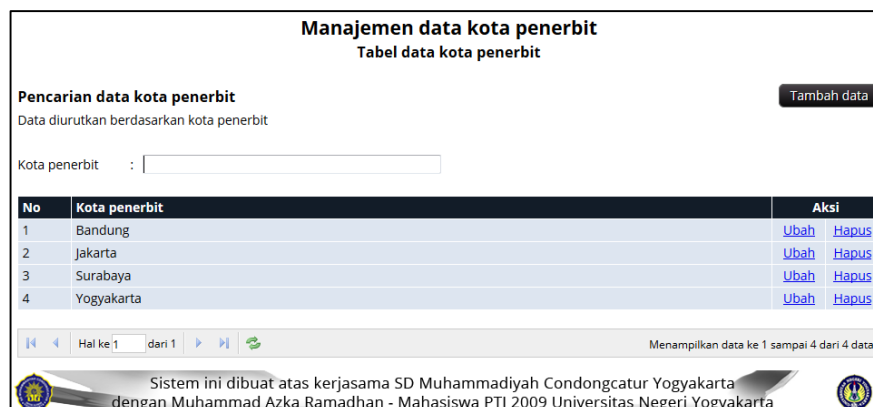 Manajemen data kota penerbit
Tabel data kota penerbit
Pencarian data kota penerbit
Tambah data
Data diurutkan berdasarkan kota penerbit
Kota penerbit :
No Kota penerbit Aksi
1 Bandung Ubah Hapus
2 Jakarta Ubah Hapus
3 Surabaya Ubah Hapus
4 Yogyakarta Ubah Hapus
Hal ke 1 dari 1 Menampilkan data ke 1 sampai 4 dari 4 data
Sistem ini dibuat atas kerjasama SD Muhammadiyah Condongcatur Yogyakarta
dengan Muhammad Azka Ramadhan - Mahasiswa PTI 2009 Universitas Negeri Yogyakarta